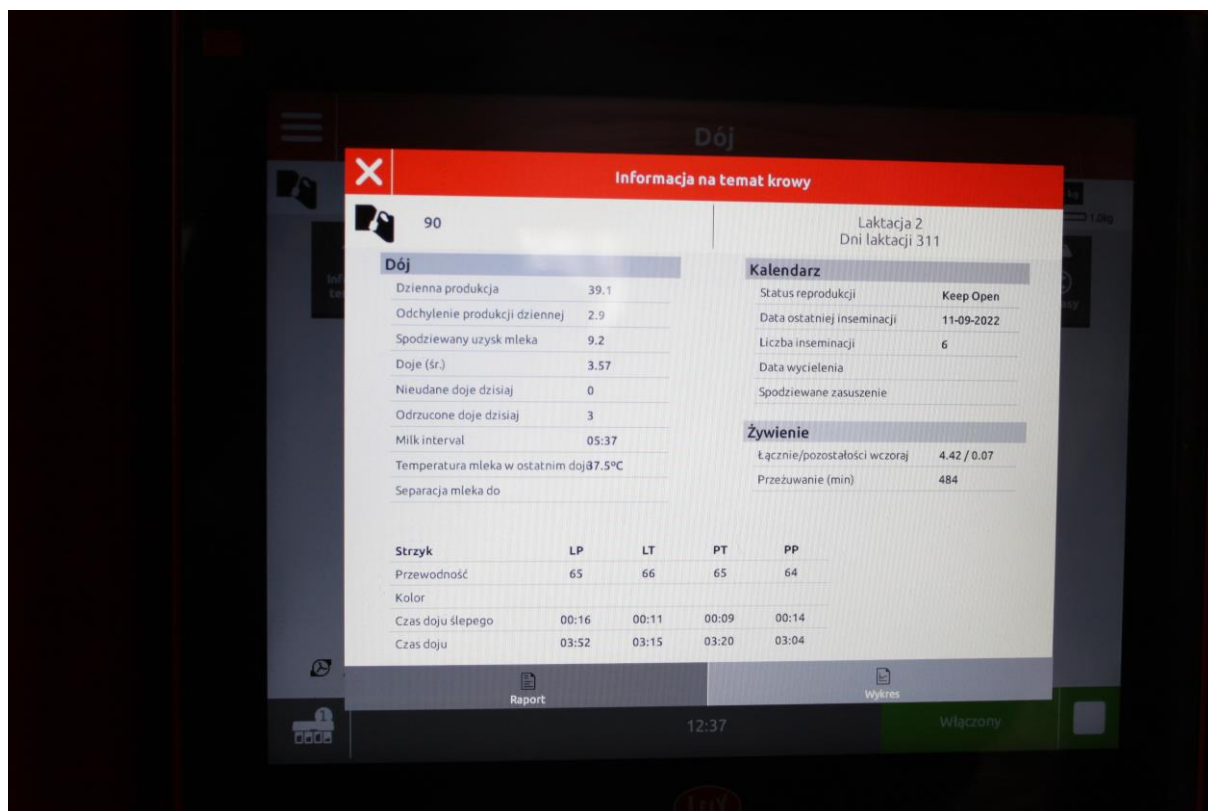 Dój
Informacja na temat krowy
kg
1.0kg
90
Laktacja 2
Dni laktacji 311
Dój
Dzienna produkcja 39.1
Odchylenie produkcji dziennej 2.9
Spodziewany uzysk mleka 9.2
Doje (śr.) 3.57
Nieudane doje dzisiaj 0
Odrzucone doje dzisiaj 3
Milk interval 05:37
Temperatura mleka w ostatnim doju 37.5ºC
Separacja mleka do
Kalendarz
Status reprodukcji Keep Open
Data ostatniej inseminacji 11-09-2022
Liczba inseminacji 6
Data wycielenia
Spodziewane zasuszenie
Żywienie
Łącznie/pozostałości wczoraj 4.42 / 0.07
Przeżuwanie (min) 484
Strzyk LP LT PT PP
Przewodność 65 66 65 64
Kolor
Czas doju ślepego 00:16 00:11 00:09 00:14
Czas doju 03:52 03:15 03:20 03:04
Raport
Wykres
1
12:37
Włączony